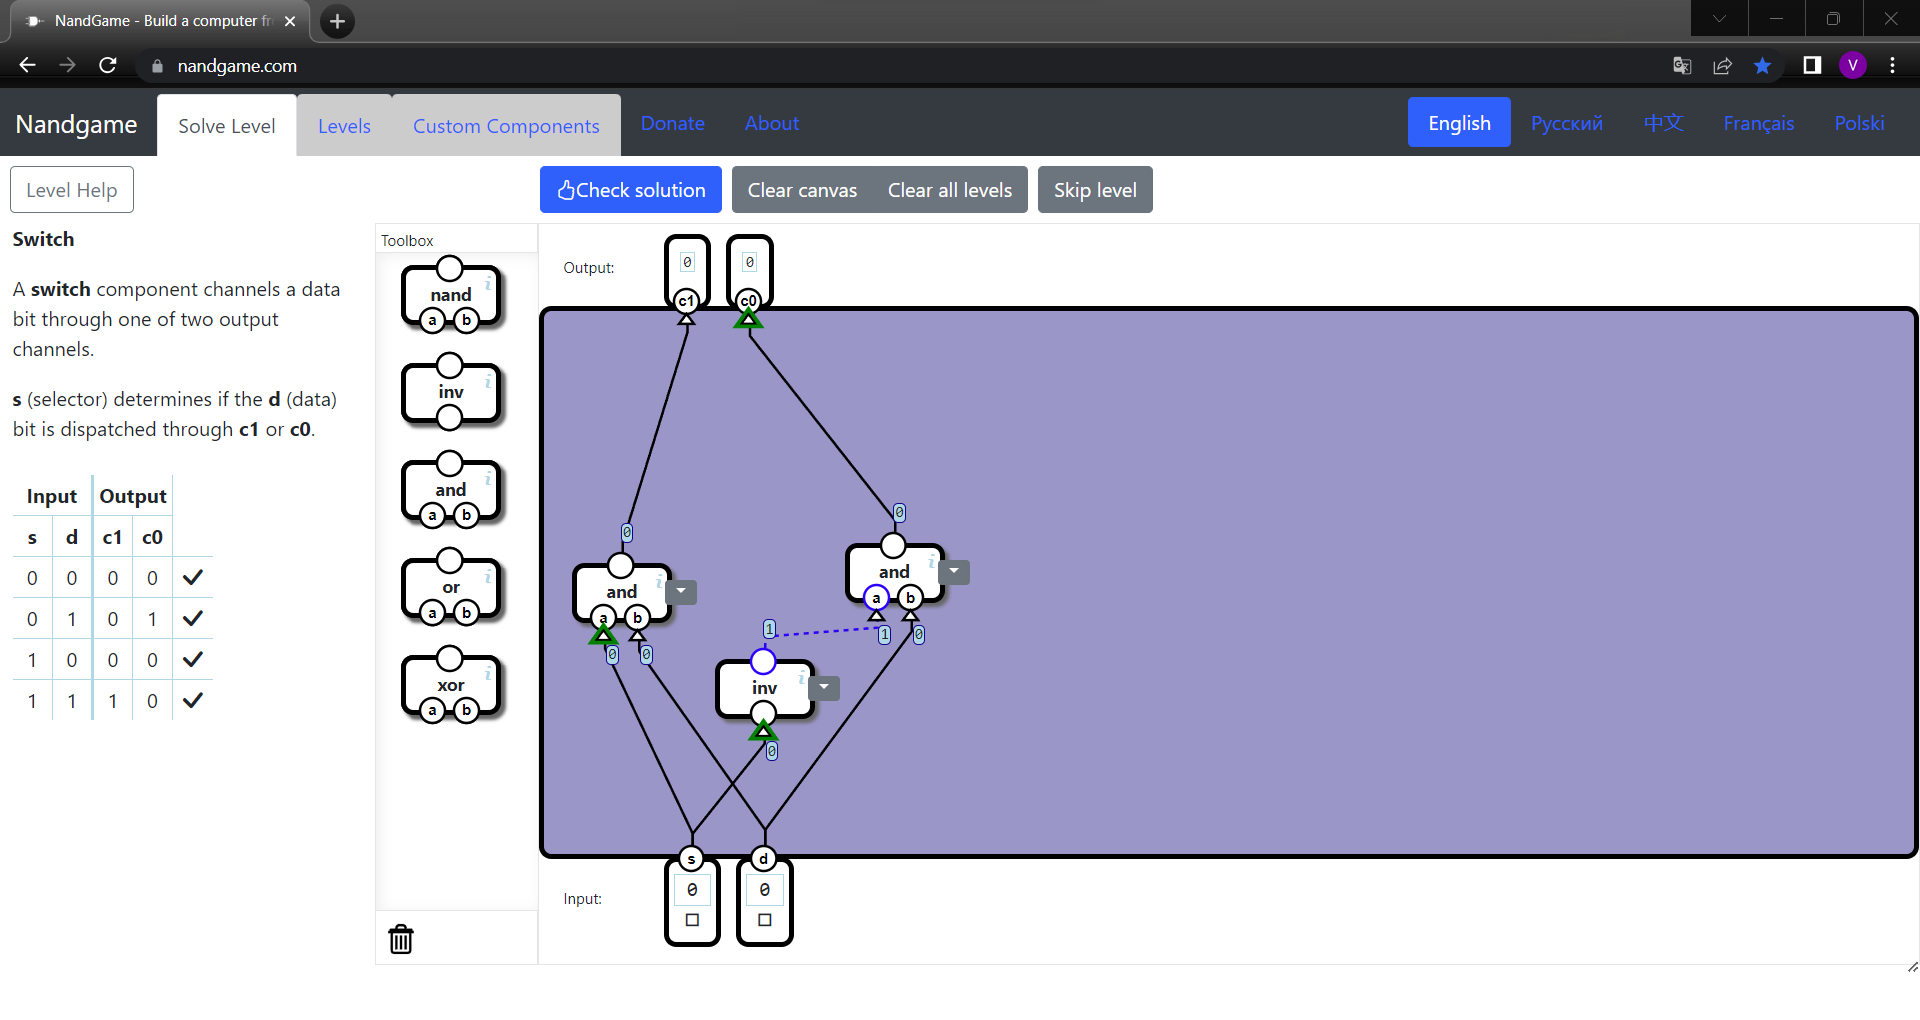 NandGame - Build a computer fr
nandgame.com
V
Nandgame
Solve Level
Levels
Custom Components
Donate
About
English
Русский
中文
Français
Polski
Level Help
Check solution
Clear canvas
Clear all levels
Skip level
Switch
A switch component channels a data
bit through one of two output
channels.
s (selector) determines if the d (data)
bit is dispatched through c1 or c0.
Input Output
s d c1 c0
0 0 0 0
0 1 0 1
1 0 0 0
1 1 1 0
Toolbox
nand
i
a b
inv
i
and
i
a b
or
i
a b
xor
i
a b
Output:
0 0
c1 c0
0
0
and
i
a b
0 0
and
i
a b
1 0
1
inv
i
0
s d
Input:
0 0